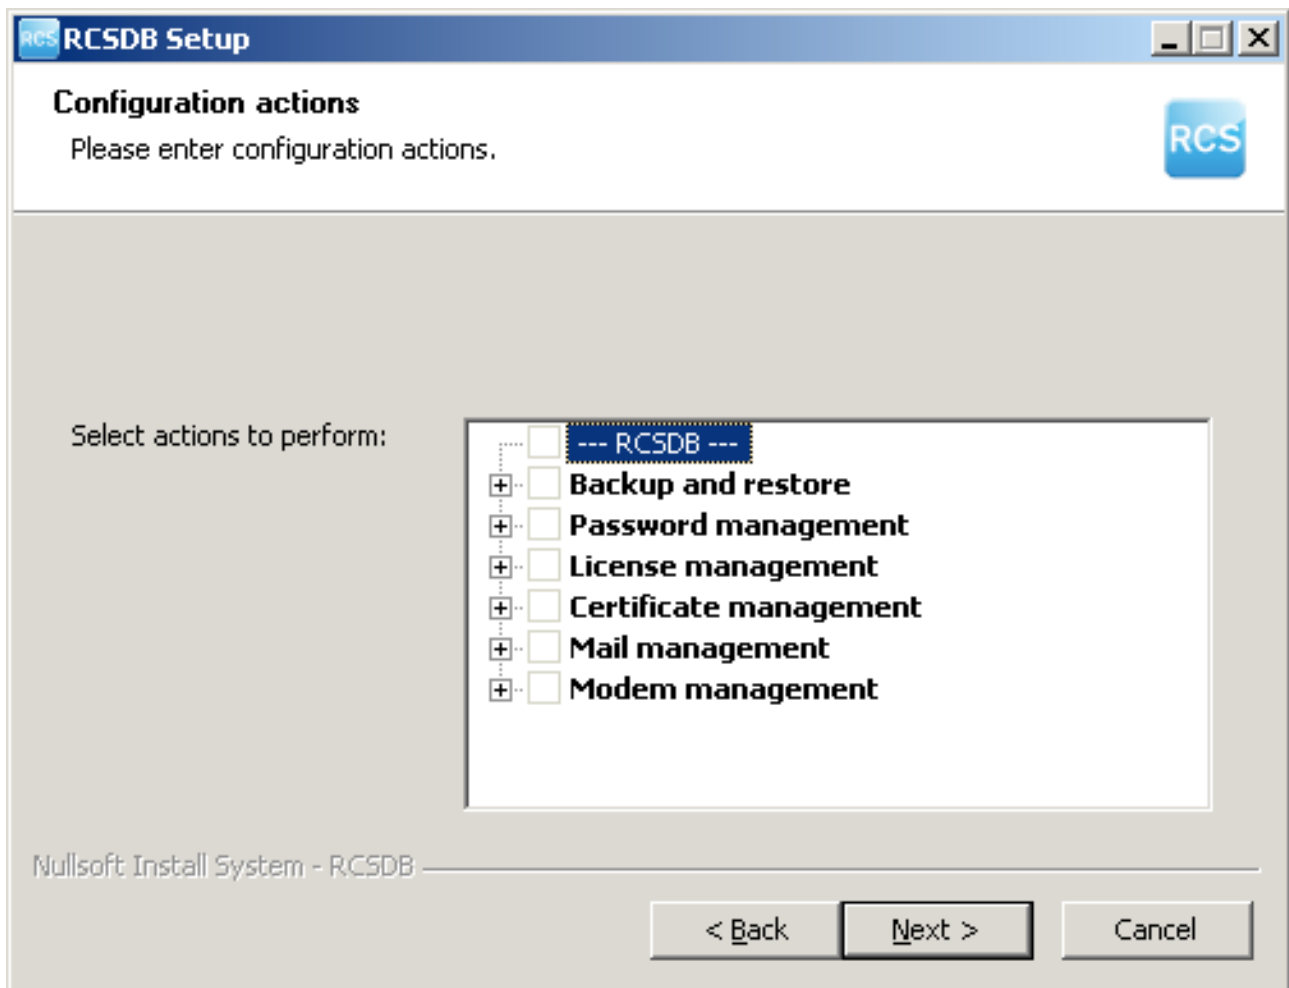 RCS RCSDB Setup
Configuration actions
Please enter configuration actions.
RCS
Select actions to perform:
--- RCSDB ---
Backup and restore
Password management
License management
Certificate management
Mail management
Modem management
Nullsoft Install System - RCSDB
< Back Next > Cancel